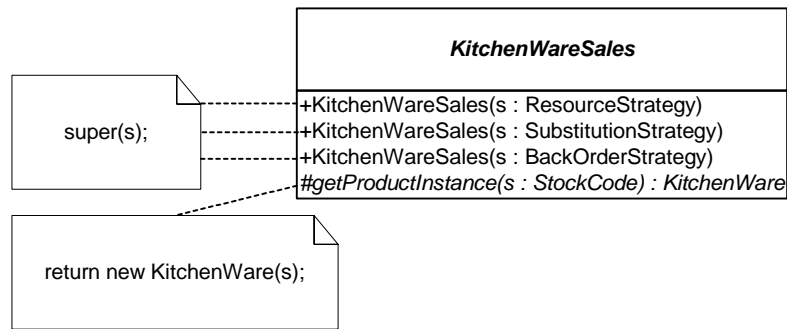 KitchenWareSales
+KitchenWareSales(s : ResourceStrategy)
+KitchenWareSales(s : SubstitutionStrategy)
+KitchenWareSales(s : BackOrderStrategy)
#getProductInstance(s : StockCode) : KitchenWare
super(s);
return new KitchenWare(s);